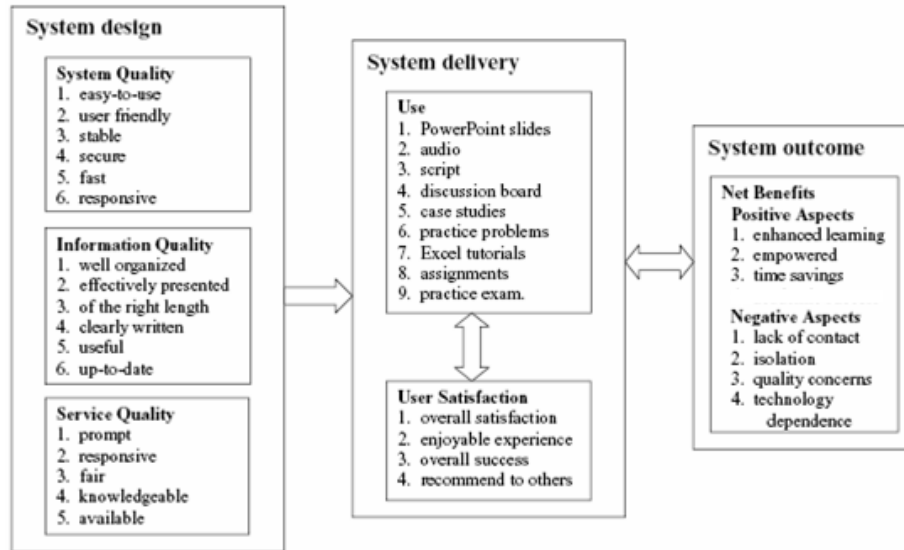 System design
System Quality
1. easy-to-use
2. user friendly
3. stable
4. secure
5. fast
6. responsive
Information Quality
1. well organized
2. effectively presented
3. of the right length
4. clearly written
5. useful
6. up-to-date
Service Quality
1. prompt
2. responsive
3. fair
4. knowledgeable
5. available
System delivery
Use
1. PowerPoint slides
2. audio
3. script
4. discussion board
5. case studies
6. practice problems
7. Excel tutorials
8. assignments
9. practice exam.
User Satisfaction
1. overall satisfaction
2. enjoyable experience
3. overall success
4. recommend to others
System outcome
Net Benefits
Positive Aspects
1. enhanced learning
2. empowered
3. time savings
Negative Aspects
1. lack of contact
2. isolation
3. quality concerns
4. technology
dependence